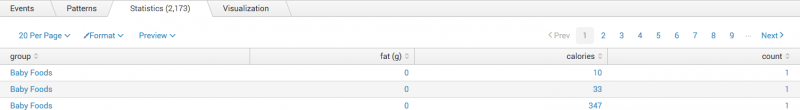 Events Patterns Statistics (2,173) Visualization
20 Per Page Format Preview < Prev 1 2 3 4 5 6 7 8 9 ... Next >
group fat (g) calories count
Baby Foods 0 10 1
Baby Foods 0 33 1
Baby Foods 0 347 1